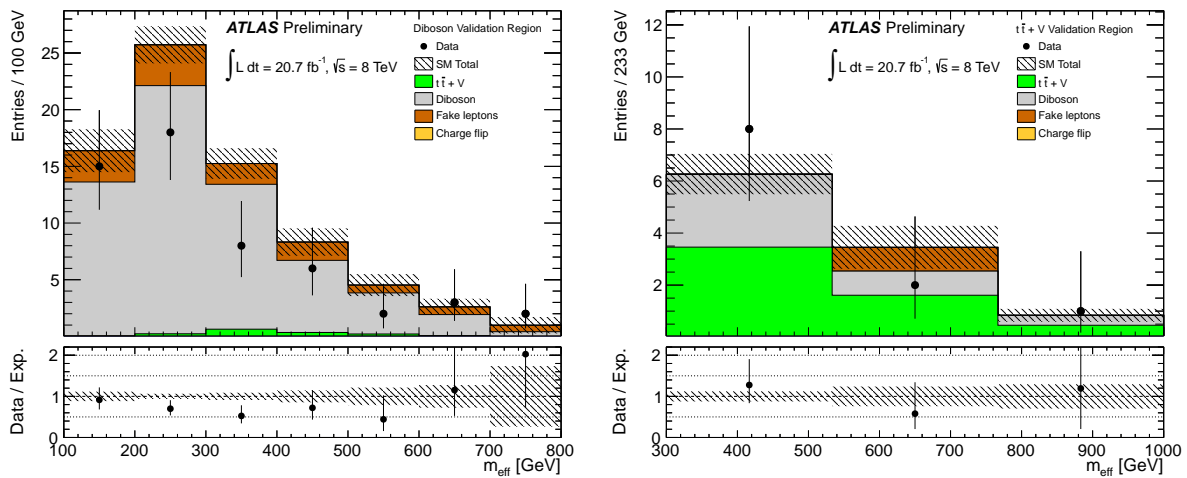 ATLAS Preliminary
∫ L dt = 20.7 fb⁻¹, √s = 8 TeV
Diboson Validation Region
Data
SM Total
t t̄ + V
Diboson
Fake leptons
Charge flip
Entries / 100 GeV
25
20
15
10
5
Data / Exp.
2
1
0
100 200 300 400 500 600 700 800
m_eff [GeV]
ATLAS Preliminary
∫ L dt = 20.7 fb⁻¹, √s = 8 TeV
t t̄ + V Validation Region
Data
SM Total
t t̄ + V
Diboson
Fake leptons
Charge flip
Entries / 233 GeV
12
10
8
6
4
2
Data / Exp.
2
1
0
300 400 500 600 700 800 900 1000
m_eff [GeV]